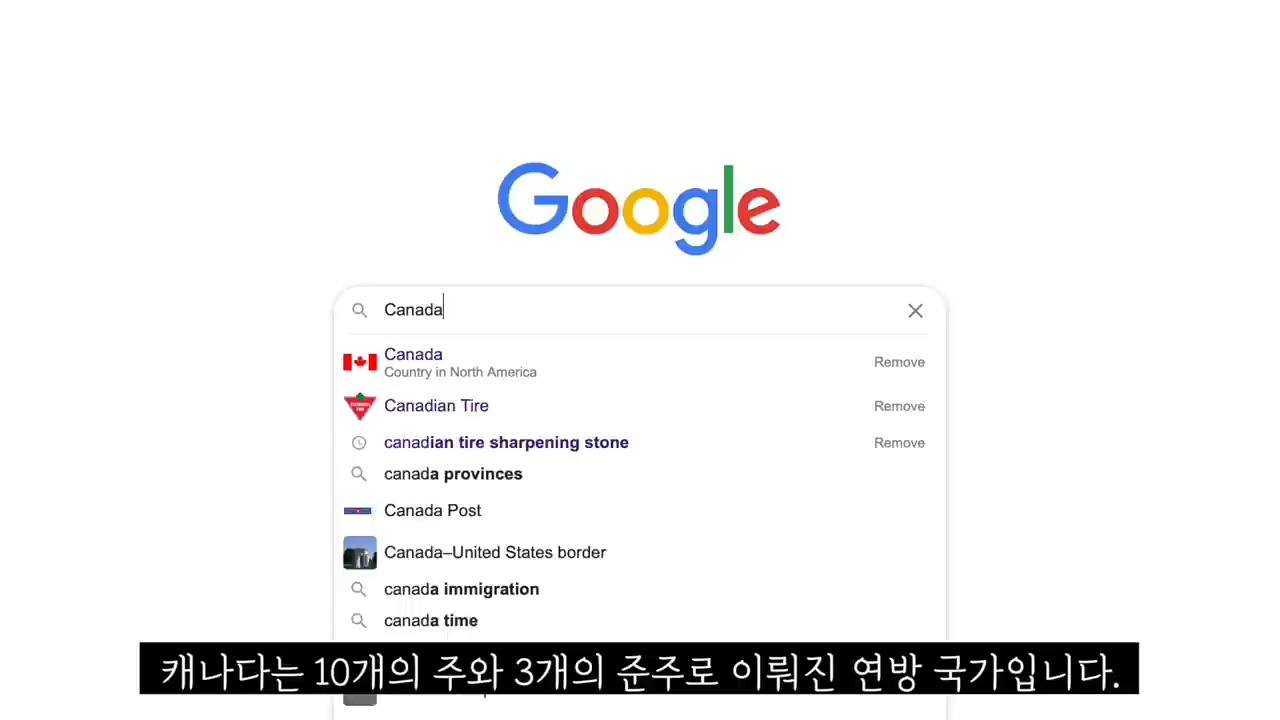 Google
Canada
Canada
Country in North America
Remove
Canadian Tire
Remove
canadian tire sharpening stone
Remove
canada provinces
Canada Post
Canada–United States border
canada immigration
canada time
캐나다는 10개의 주와 3개의 준주로 이뤄진 연방 국가입니다.